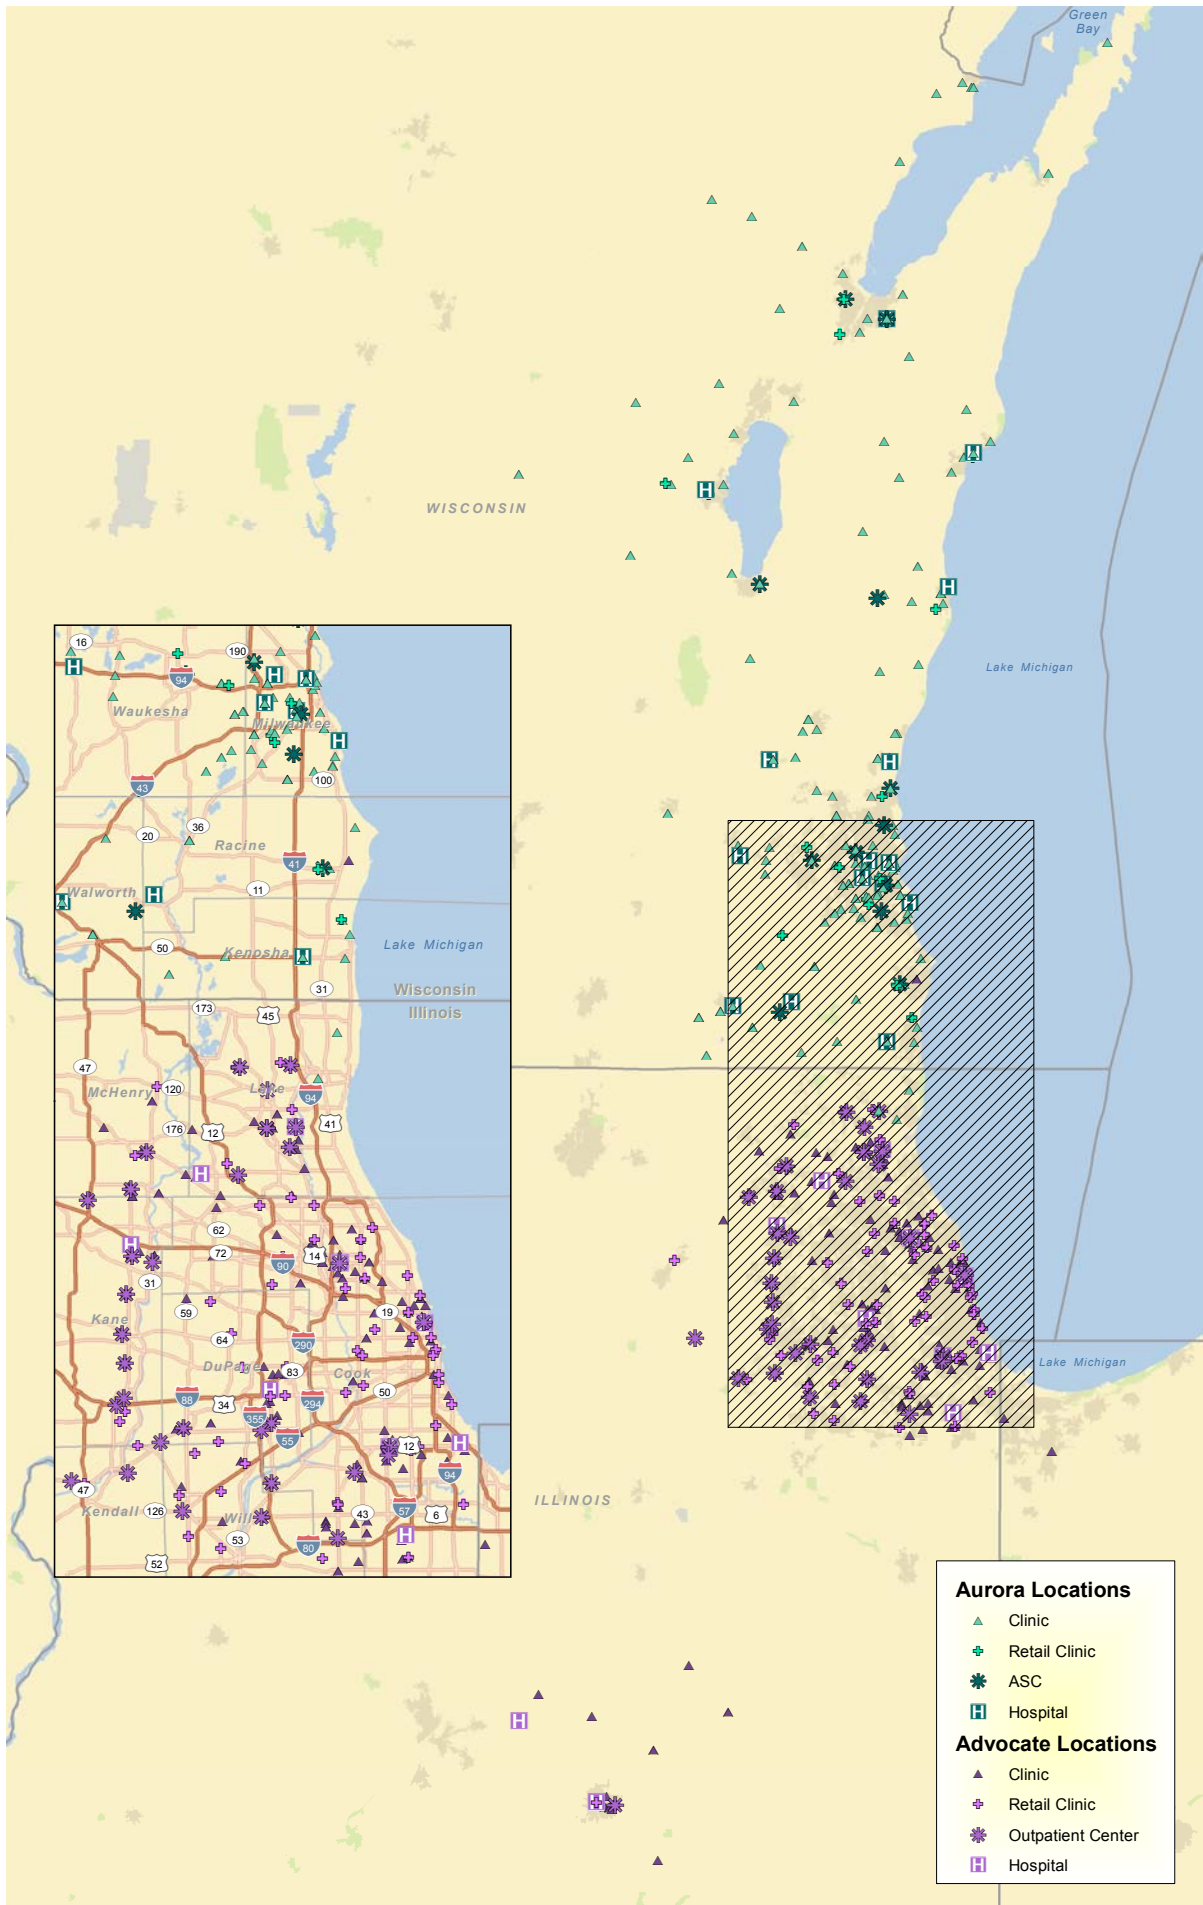 Green
Bay
WISCONSIN
Lake Michigan
16
190
94
Waukesha
Milwaukee
43
100
20
36
Racine
41
Walworth
11
50
Kenosha
Lake Michigan
31
Wisconsin
Illinois
173
45
47
McHenry
120
Lake
94
176
12
41
62
72
14
90
31
59
19
Kane
64
290
DuPage
83
Cook
88
34
50
294
355
55
12
94
47
Kendall
126
Will
43
57
6
53
80
52
Lake Michigan
ILLINOIS
Aurora Locations
Clinic
Retail Clinic
ASC
H Hospital
Advocate Locations
Clinic
Retail Clinic
Outpatient Center
H Hospital